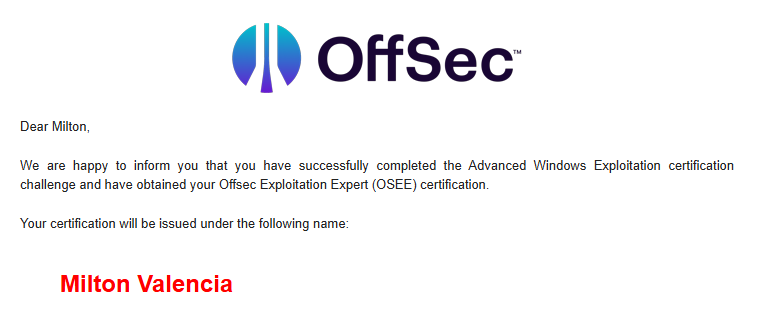 OffSec™
Dear Milton,
We are happy to inform you that you have successfully completed the Advanced Windows Exploitation certification
challenge and have obtained your Offsec Exploitation Expert (OSEE) certification.
Your certification will be issued under the following name:
Milton Valencia